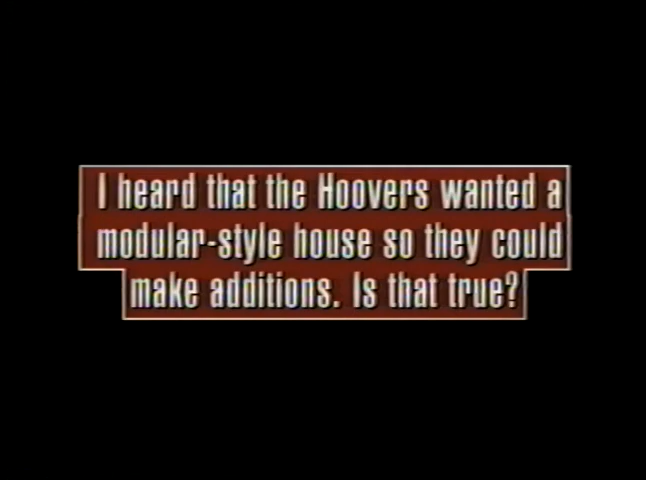 I heard that the Hoovers wanted a
modular-style house so they could
make additions. Is that true?